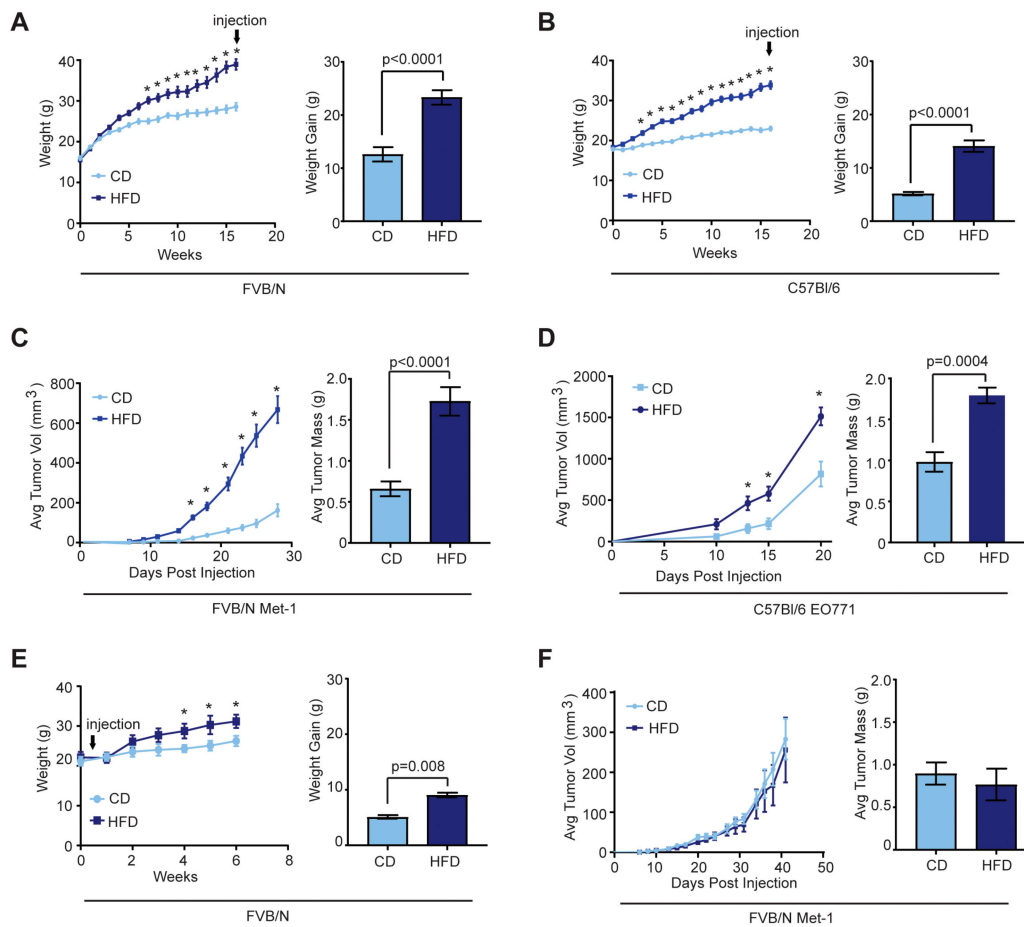 A
injection
Weight (g)
40
30
20
10
0
* * * * * * * * * *
CD
HFD
0 5 10 15 20
Weeks
Weight Gain (g)
30
20
10
0
p<0.0001
CD HFD
FVB/N
B
injection
Weight (g)
40
30
20
10
0
* * * * * * * * * * * * * *
CD
HFD
0 5 10 15 20
Weeks
Weight Gain (g)
30
20
10
0
p<0.0001
CD HFD
C57Bl/6
C
Avg Tumor Vol (mm³)
800
600
400
200
0
* * * * * *
CD
HFD
0 10 20 30
Days Post Injection
Avg Tumor Mass (g)
2.0
1.5
1.0
0.5
0
p<0.0001
CD HFD
FVB/N Met-1
D
Avg Tumor Vol (mm³)
2000
1500
1000
500
0
* * *
CD
HFD
0 5 10 15 20
Days Post Injection
Avg Tumor Mass (g)
2.0
1.5
1.0
0.5
0
p=0.0004
CD HFD
C57Bl/6 EO771
E
Weight (g)
40
30
20
10
0
injection
* * *
CD
HFD
0 2 4 6 8
Weeks
Weight Gain (g)
30
20
10
0
p=0.008
CD HFD
FVB/N
F
Avg Tumor Vol (mm³)
400
300
200
100
0
CD
HFD
0 10 20 30 40 50
Days Post Injection
Avg Tumor Mass (g)
2.0
1.5
1.0
0.5
0
CD HFD
FVB/N Met-1